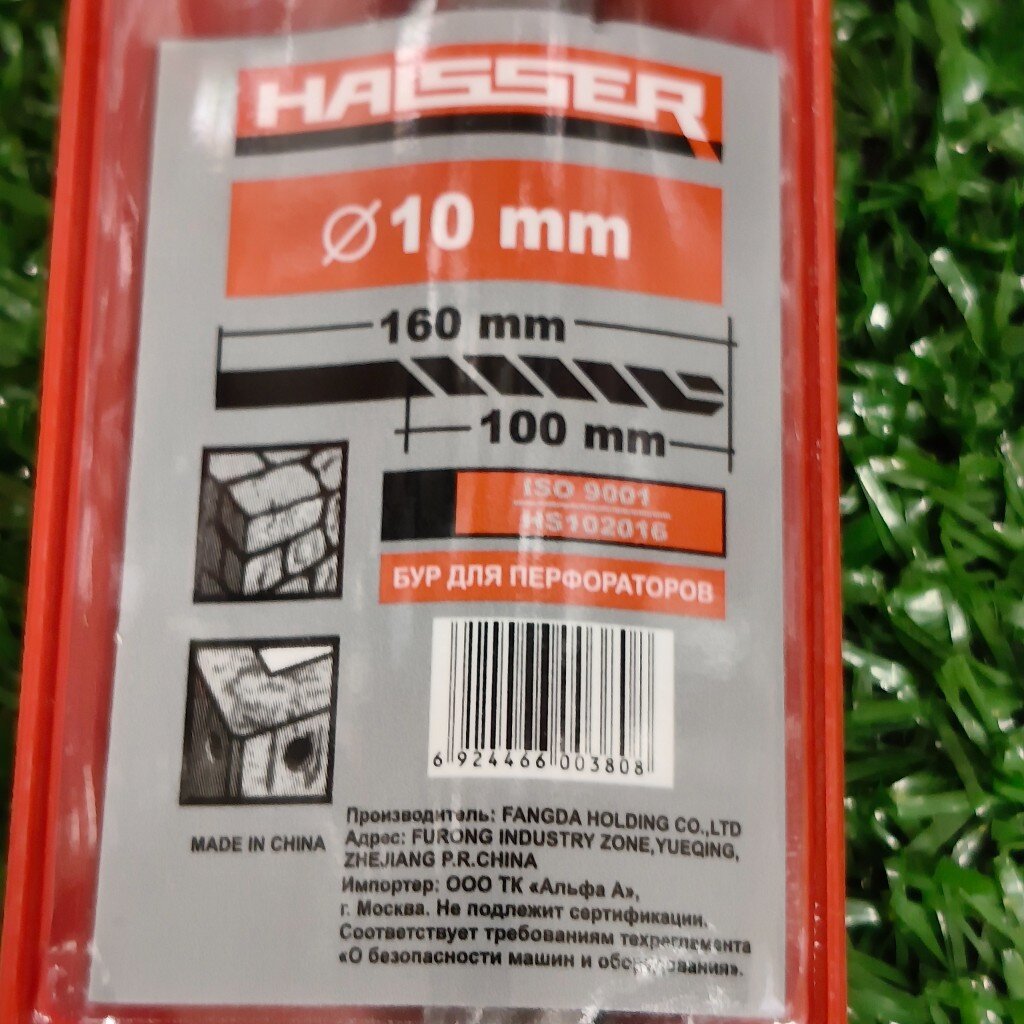 HAISSER
Ø 10 mm
160 mm
100 mm
ISO 9001
HS102016
БУР ДЛЯ ПЕРФОРАТОРОВ
6 924466 003808
MADE IN CHINA
Производитель: FANGDA HOLDING CO.,LTD
Адрес: FURONG INDUSTRY ZONE,YUEQING,
ZHEJIANG P.R.CHINA
Импортер: ООО ТК «Альфа А»,
г. Москва. Не подлежит сертификации.
Соответствует требованиям техрегламента
«О безопасности машин и оборудования».